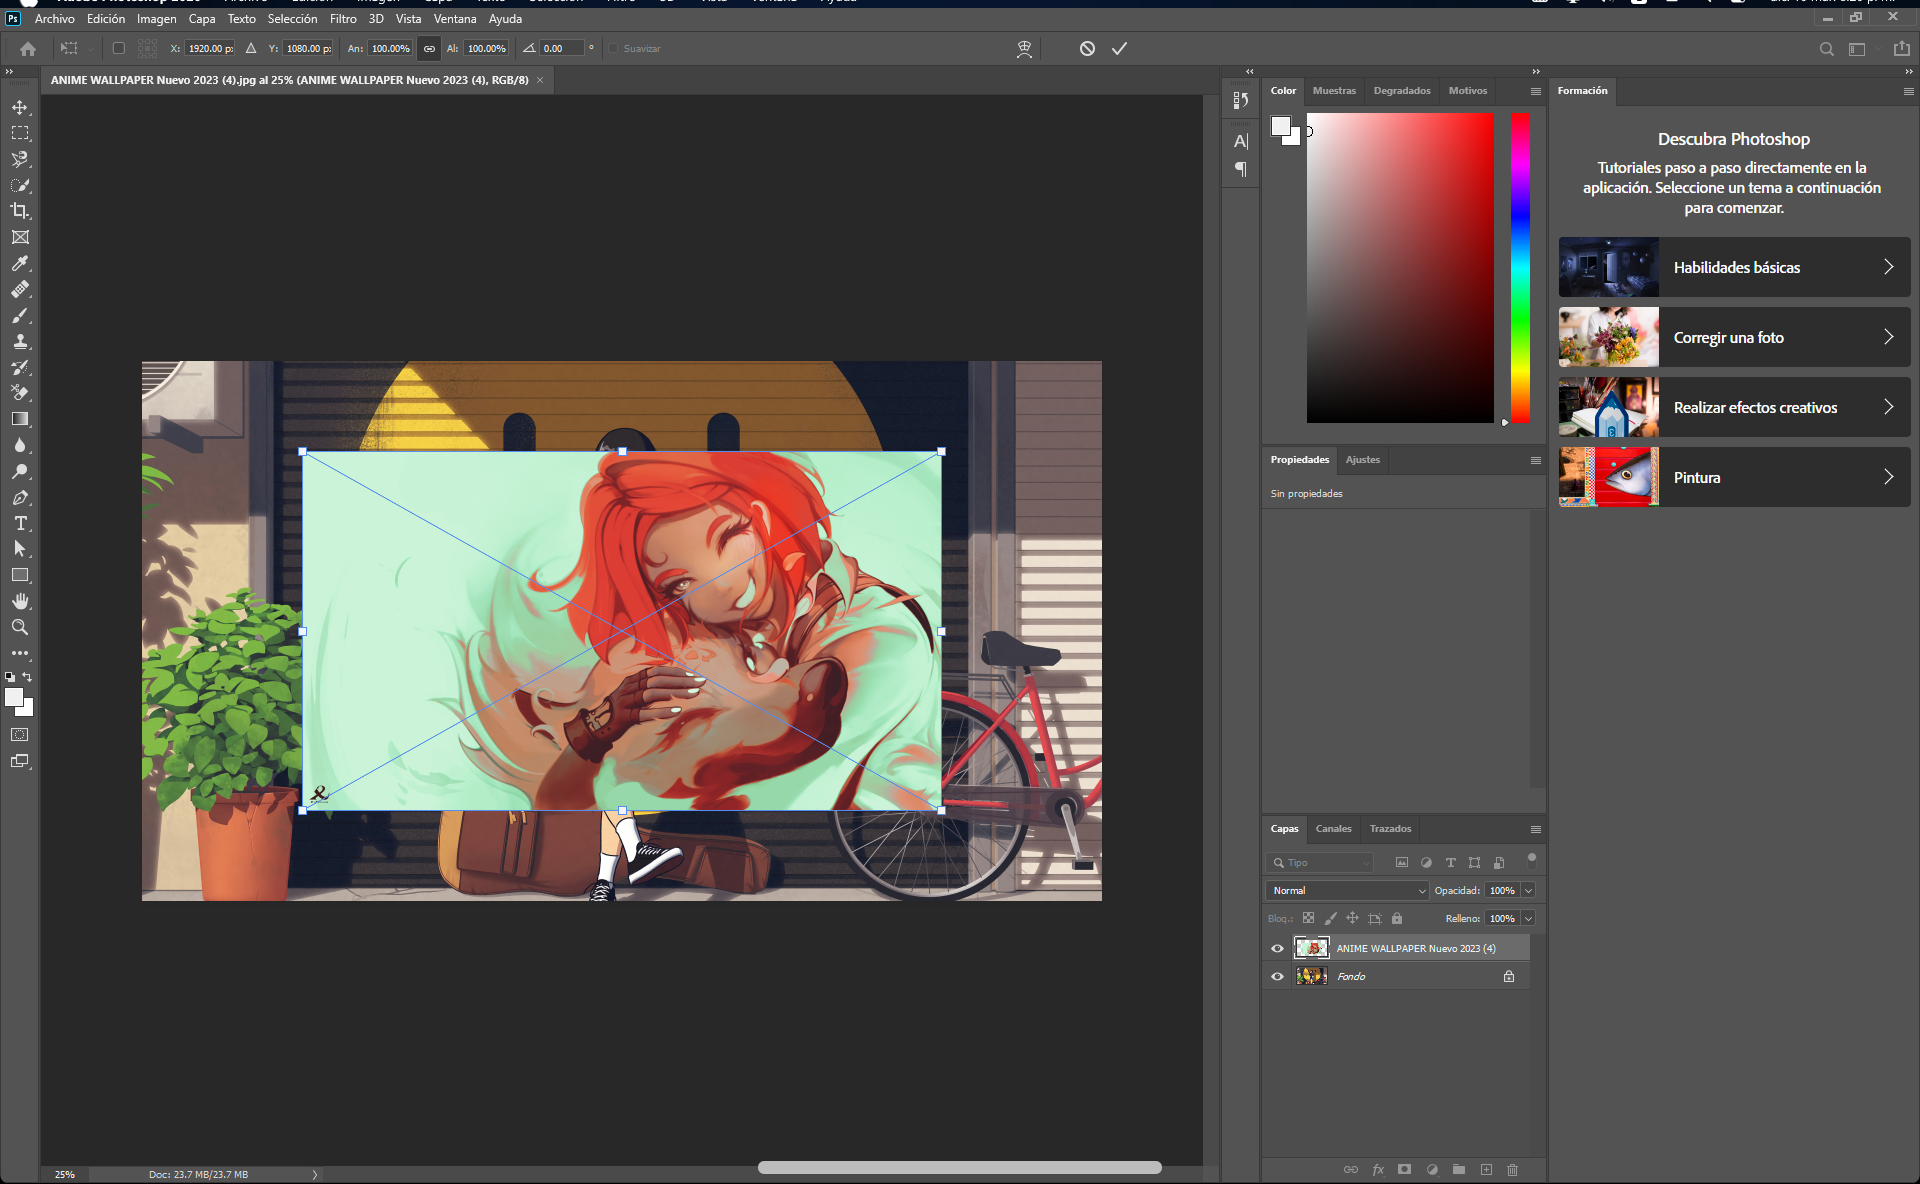 Archivo Edición Imagen Capa Texto Selección Filtro 3D Vista Ventana Ayuda
X: 1920.00 px Y: 1080.00 px An: 100.00% Al: 100.00% 0.00 ° Suavizar
ANIME WALLPAPER Nuevo 2023 (4).jpg al 25% (ANIME WALLPAPER Nuevo 2023 (4), RGB/8) ×
Color Muestras Degradados Motivos
Formación
Descubra Photoshop
Tutoriales paso a paso directamente en la
aplicación. Seleccione un tema a continuación
para comenzar.
Habilidades básicas
Corregir una foto
Realizar efectos creativos
Pintura
Propiedades Ajustes
Sin propiedades
Capas Canales Trazados
Tipo
Normal Opacidad: 100%
Bloq.: Relleno: 100%
ANIME WALLPAPER Nuevo 2023 (4)
Fondo
25% Doc: 23.7 MB/23.7 MB